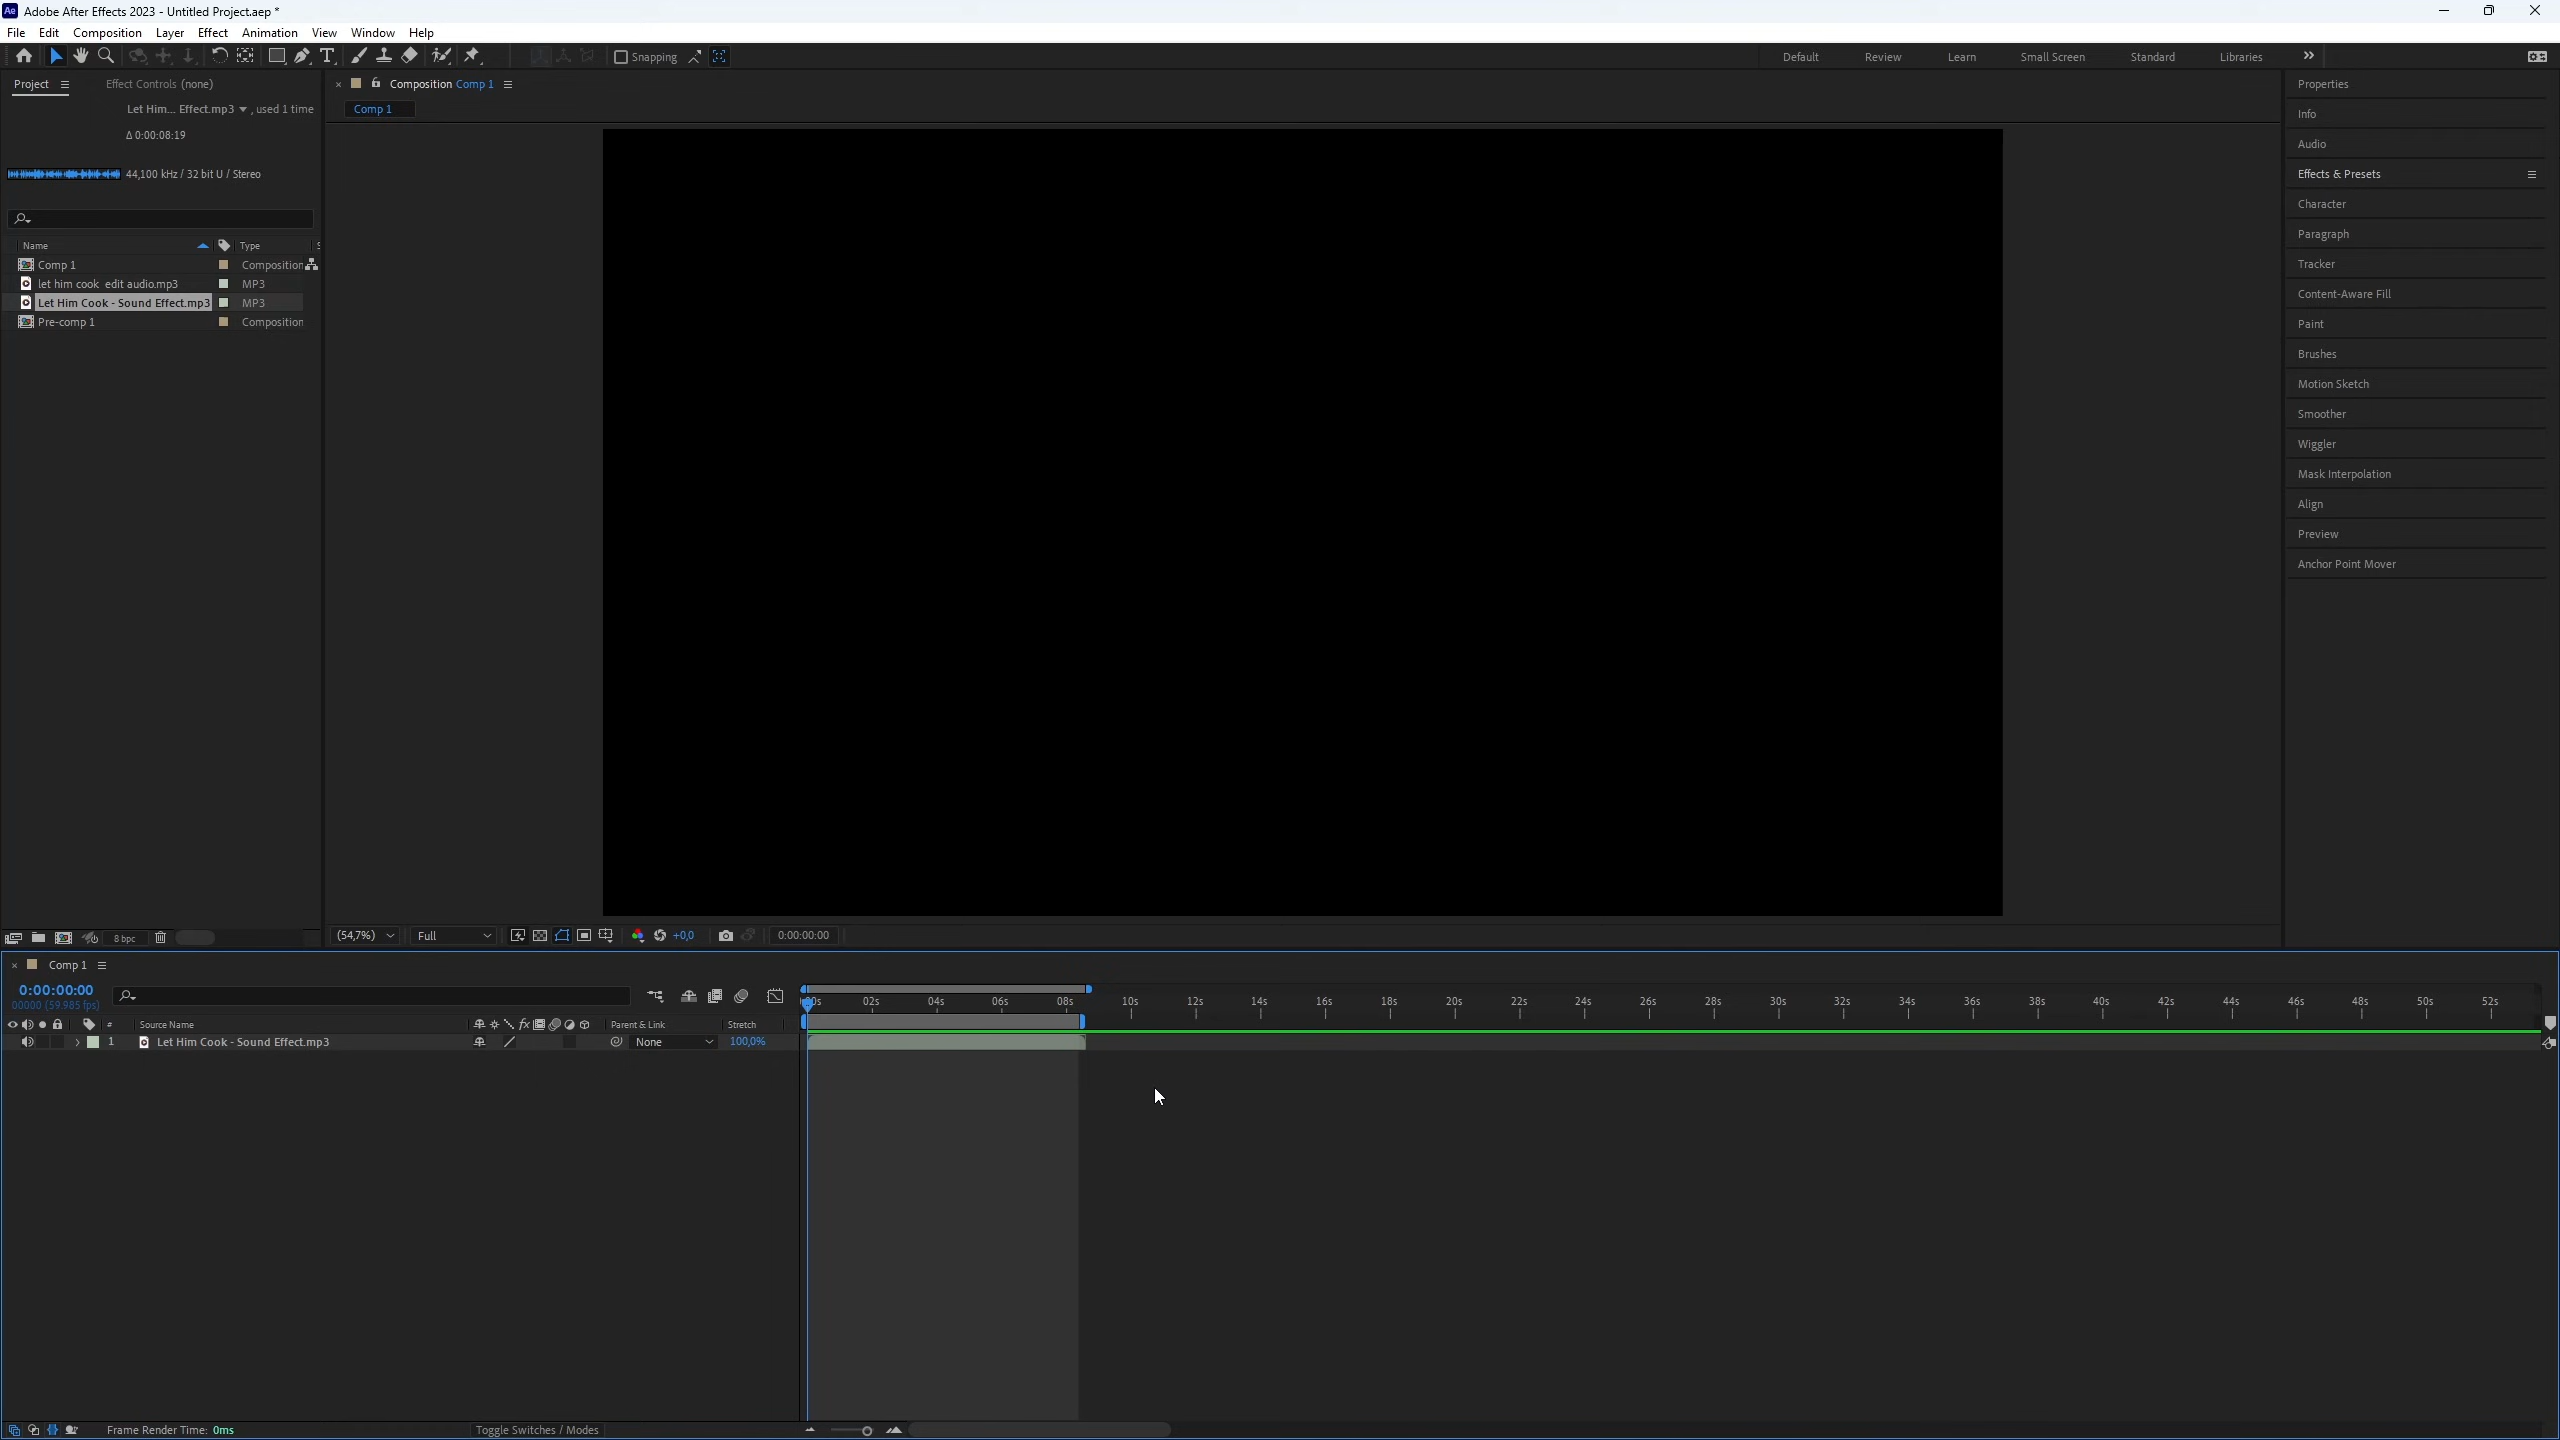 Adobe After Effects 2023 - Untitled Project.aep *
File Edit Composition Layer Effect Animation View Window Help
Snapping
Default Review Learn Small Screen Standard Libraries
Project
Effect Controls (none)
Let Him... Effect.mp3 , used 1 time
Δ 0:00:08:19
44,100 kHz / 32 bit U / Stereo
Name Type
Comp 1 Composition
let him cook edit audio.mp3 MP3
Let Him Cook - Sound Effect.mp3 MP3
Pre-comp 1 Composition
8 bpc
Composition Comp 1
Comp 1
(54,7%) Full +0,0 0:00:00:00
Properties
Info
Audio
Effects & Presets
Character
Paragraph
Tracker
Content-Aware Fill
Paint
Brushes
Motion Sketch
Smoother
Wiggler
Mask Interpolation
Align
Preview
Anchor Point Mover
Comp 1
0:00:00:00
00000 (59.985 fps)
02s 04s 06s 08s 10s 12s 14s 16s 18s 20s 22s 24s 26s 28s 30s 32s 34s 36s 38s 40s 42s 44s 46s 48s 50s 52s
# Source Name Parent & Link Stretch
1 Let Him Cook - Sound Effect.mp3 None 100,0%
Frame Render Time: 0ms
Toggle Switches / Modes